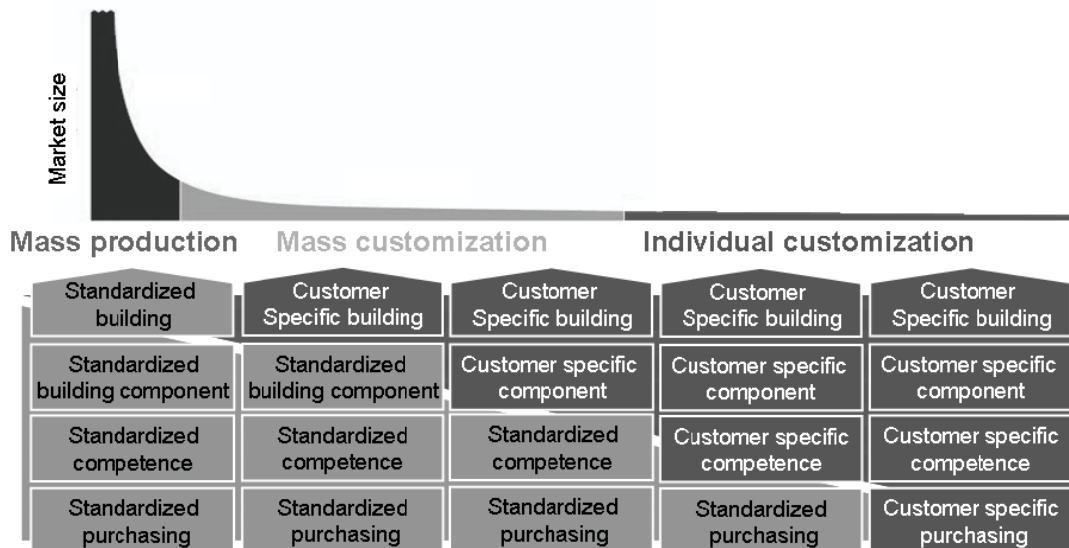 Market size
Mass production
Mass customization
Individual customization
Standardized
building
Customer
Specific building
Customer
Specific building
Customer
Specific building
Customer
Specific building
Standardized
building component
Standardized
building component
Customer specific
component
Customer specific
component
Customer specific
component
Standardized
competence
Standardized
competence
Standardized
competence
Customer specific
competence
Customer specific
competence
Standardized
purchasing
Standardized
purchasing
Standardized
purchasing
Standardized
purchasing
Customer specific
purchasing